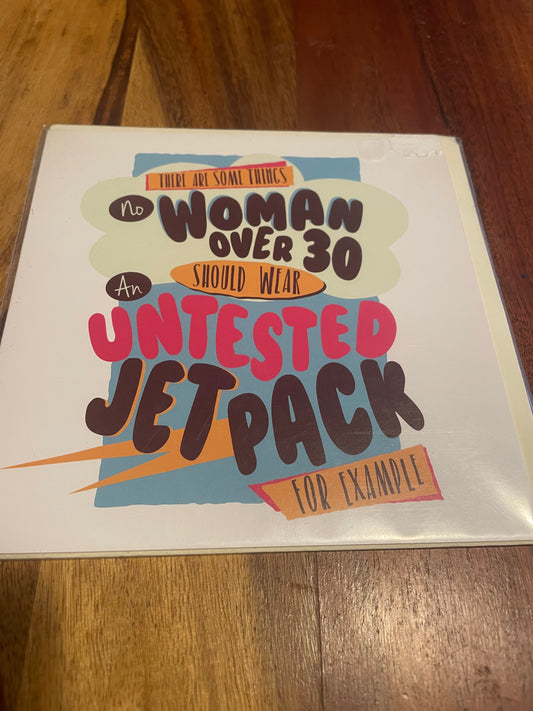 THERE ARE SOME THINGS
No WOMAN
OVER 30
SHOULD WEAR
An
UNTESTED
JET PACK
FOR EXAMPLE